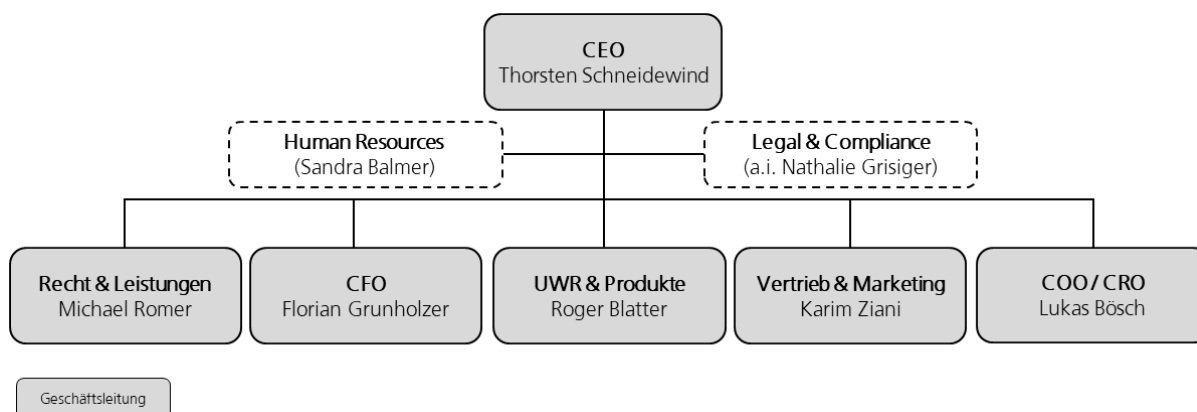 CEO
Thorsten Schneidewind
Human Resources
(Sandra Balmer)
Legal & Compliance
(a.i. Nathalie Grisiger)
Recht & Leistungen
Michael Romer
CFO
Florian Grunholzer
UWR & Produkte
Roger Blatter
Vertrieb & Marketing
Karim Ziani
COO / CRO
Lukas Bösch
Geschäftsleitung